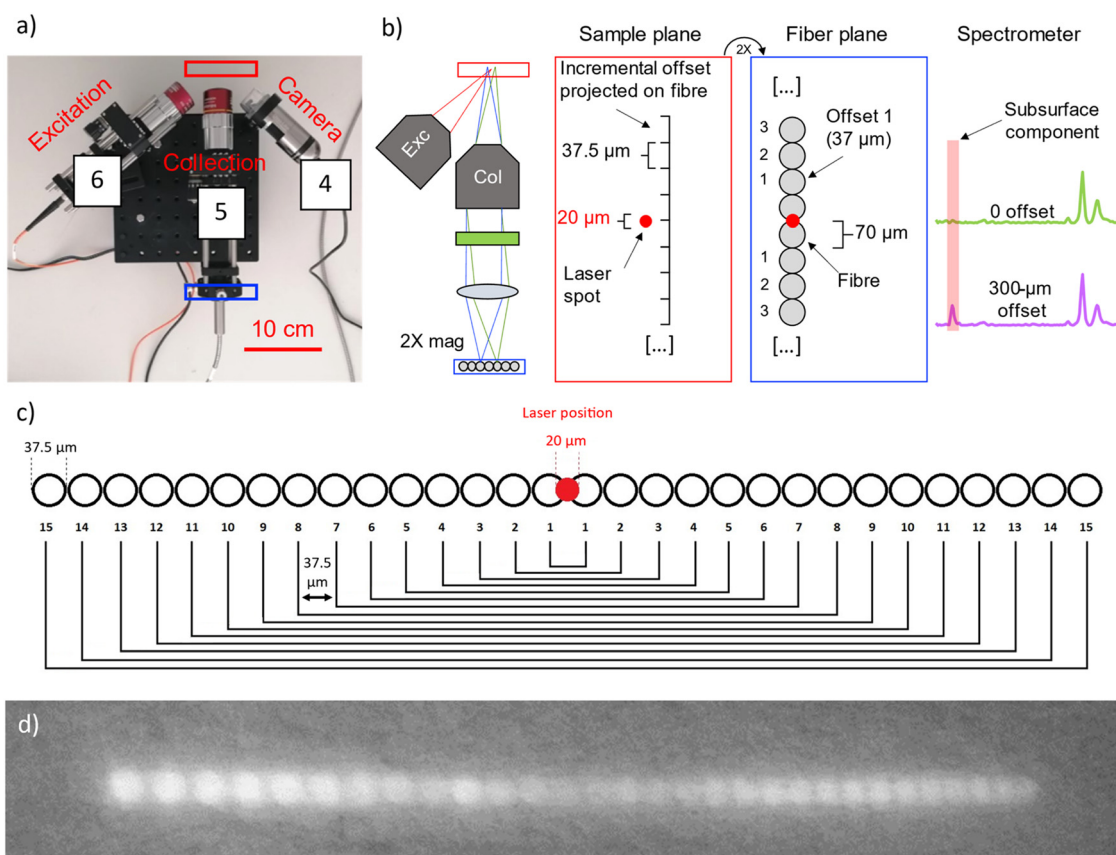 a)
Excitation
Collection
Camera
6
5
4
10 cm
b)
Exc
Col
2X mag
Sample plane
Incremental offset
projected on fibre
37.5 µm
20 µm
Laser
spot
[...]
2X
Fiber plane
[...]
3
2
1
1
2
3
[...]
Offset 1
(37 µm)
70 µm
Fibre
Spectrometer
Subsurface
component
0 offset
300-µm
offset
c)
Laser position
37.5 µm
20 µm
15 14 13 12 11 10 9 8 7 6 5 4 3 2 1 1 2 3 4 5 6 7 8 9 10 11 12 13 14 15
37.5
µm
d)